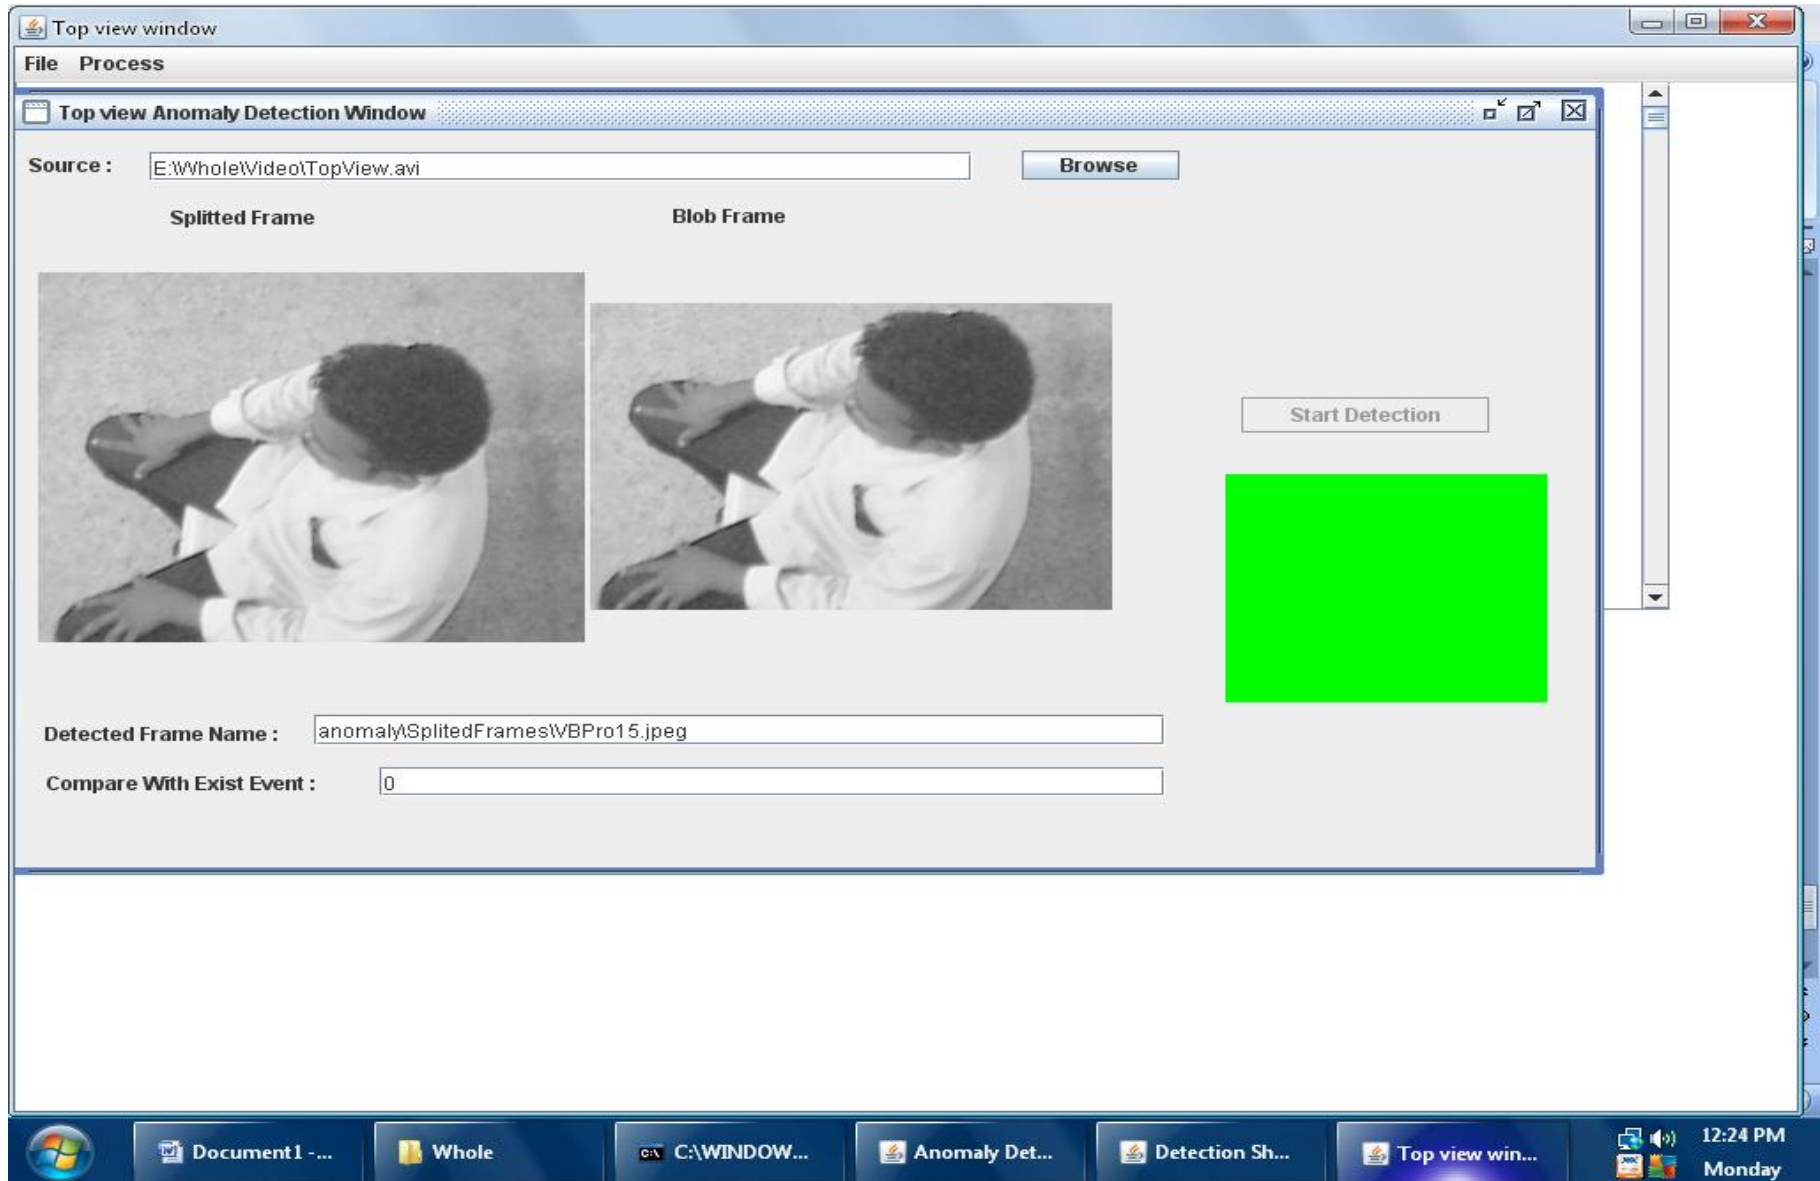 Top view window
File Process
Top view Anomaly Detection Window
Source : E:\Whole\Video\TopView.avi Browse
Splitted Frame Blob Frame
Start Detection
Detected Frame Name : anomaly\SplitedFrames\VBPro15.jpeg
Compare With Exist Event : 0
Document1 -... Whole C:\WINDOW... Anomaly Det... Detection Sh... Top view win... 12:24 PM
Monday